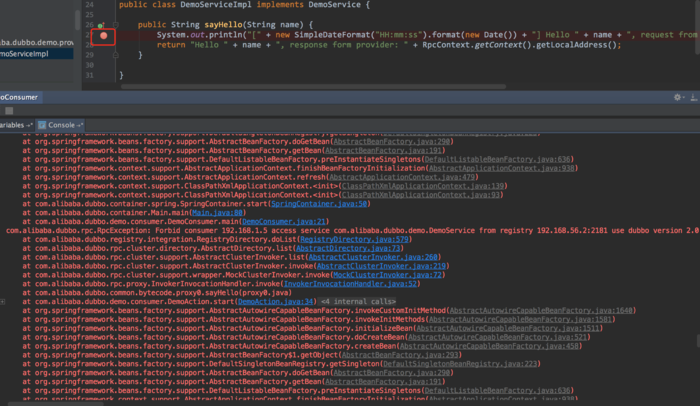 24
25 public class DemoServiceImpl implements DemoService {
26 public String sayHello(String name) {
27 System.out.println("[" + new SimpleDateFormat("HH:mm:ss").format(new Date()) + "] Hello " + name + ", request from
28 return "Hello " + name + ", response form provider: " + RpcContext.getContext().getLocalAddress();
29 }
31 }
aba.dubbo.demo.prov
moServiceImpl
oConsumer
ariables
Console
at org.springframework.beans.factory.support.AbstractBeanFactory.doGetBean(AbstractBeanFactory.java:290)
at org.springframework.beans.factory.support.AbstractBeanFactory.getBean(AbstractBeanFactory.java:191)
at org.springframework.beans.factory.support.DefaultListableBeanFactory.preInstantiateSingletons(DefaultListableBeanFactory.java:636)
at org.springframework.context.support.AbstractApplicationContext.finishBeanFactoryInitialization(AbstractApplicationContext.java:938)
at org.springframework.context.support.AbstractApplicationContext.refresh(AbstractApplicationContext.java:479)
at org.springframework.context.support.ClassPathXmlApplicationContext.<init>(ClassPathXmlApplicationContext.java:139)
at org.springframework.context.support.ClassPathXmlApplicationContext.<init>(ClassPathXmlApplicationContext.java:93)
at com.alibaba.dubbo.container.spring.SpringContainer.start(SpringContainer.java:50)
at com.alibaba.dubbo.container.Main.main(Main.java:80)
at com.alibaba.dubbo.demo.consumer.DemoConsumer.main(DemoConsumer.java:21)
com.alibaba.dubbo.rpc.RpcException: Forbid consumer 192.168.1.5 access service com.alibaba.dubbo.demo.DemoService from registry 192.168.56.2:2181 use dubbo version 2.0
at com.alibaba.dubbo.registry.integration.RegistryDirectory.doList(RegistryDirectory.java:579)
at com.alibaba.dubbo.rpc.cluster.directory.AbstractDirectory.list(AbstractDirectory.java:73)
at com.alibaba.dubbo.rpc.cluster.support.AbstractClusterInvoker.list(AbstractClusterInvoker.java:260)
at com.alibaba.dubbo.rpc.cluster.support.AbstractClusterInvoker.invoke(AbstractClusterInvoker.java:219)
at com.alibaba.dubbo.rpc.cluster.support.wrapper.MockClusterInvoker.invoke(MockClusterInvoker.java:72)
at com.alibaba.dubbo.rpc.proxy.InvokerInvocationHandler.invoke(InvokerInvocationHandler.java:52)
at com.alibaba.dubbo.common.bytecode.proxy0.sayHello(proxy0.java)
at com.alibaba.dubbo.demo.consumer.DemoAction.start(DemoAction.java:34) <4 internal calls>
at org.springframework.beans.factory.support.AbstractAutowireCapableBeanFactory.invokeCustomInitMethod(AbstractAutowireCapableBeanFactory.java:1640)
at org.springframework.beans.factory.support.AbstractAutowireCapableBeanFactory.invokeInitMethods(AbstractAutowireCapableBeanFactory.java:1581)
at org.springframework.beans.factory.support.AbstractAutowireCapableBeanFactory.initializeBean(AbstractAutowireCapableBeanFactory.java:1511)
at org.springframework.beans.factory.support.AbstractAutowireCapableBeanFactory.doCreateBean(AbstractAutowireCapableBeanFactory.java:521)
at org.springframework.beans.factory.support.AbstractAutowireCapableBeanFactory.createBean(AbstractAutowireCapableBeanFactory.java:458)
at org.springframework.beans.factory.support.AbstractBeanFactory$1.getObject(AbstractBeanFactory.java:293)
at org.springframework.beans.factory.support.DefaultSingletonBeanRegistry.getSingleton(DefaultSingletonBeanRegistry.java:223)
at org.springframework.beans.factory.support.AbstractBeanFactory.doGetBean(AbstractBeanFactory.java:290)
at org.springframework.beans.factory.support.AbstractBeanFactory.getBean(AbstractBeanFactory.java:191)
at org.springframework.beans.factory.support.DefaultListableBeanFactory.preInstantiateSingletons(DefaultListableBeanFactory.java:636)
at org.springframework.context.support.AbstractApplicationContext.finishBeanFactoryInitialization(AbstractApplicationContext.java:938)